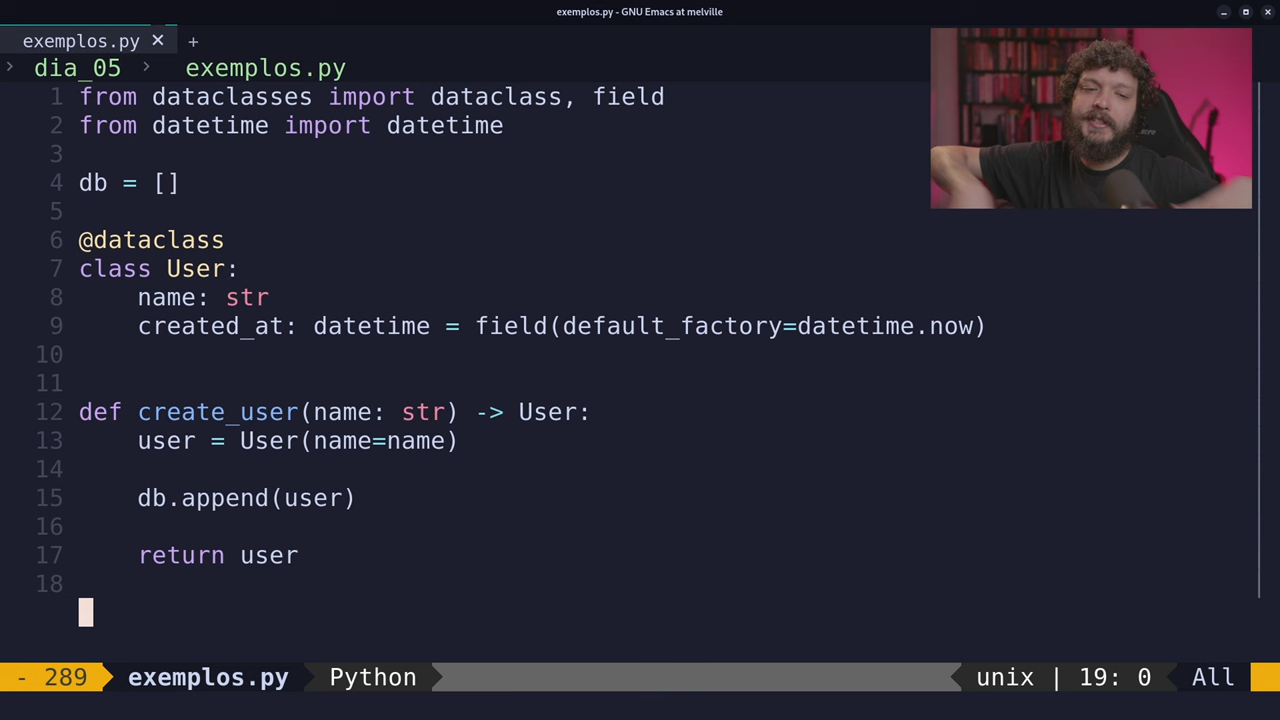 exemplos.py - GNU Emacs at melville
exemplos.py ✕ +
› dia_05 › exemplos.py
1 from dataclasses import dataclass, field
2 from datetime import datetime
3
4 db = []
5
6 @dataclass
7 class User:
8     name: str
9     created_at: datetime = field(default_factory=datetime.now)
10
11
12 def create_user(name: str) -> User:
13     user = User(name=name)
14
15     db.append(user)
16
17     return user
18
- 289 exemplos.py Python unix | 19: 0 All